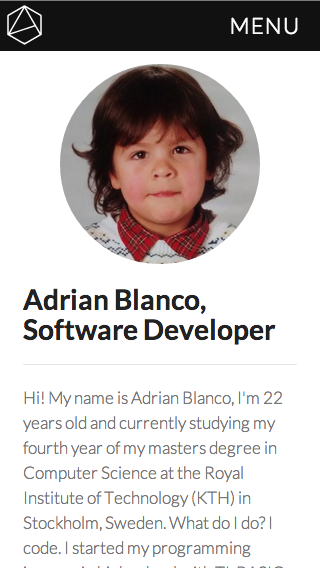 MENU
Adrian Blanco,
Software Developer
Hi! My name is Adrian Blanco, I'm 22
years old and currently studying my
fourth year of my masters degree in
Computer Science at the Royal
Institute of Technology (KTH) in
Stockholm, Sweden. What do I do? I
code. I started my programming